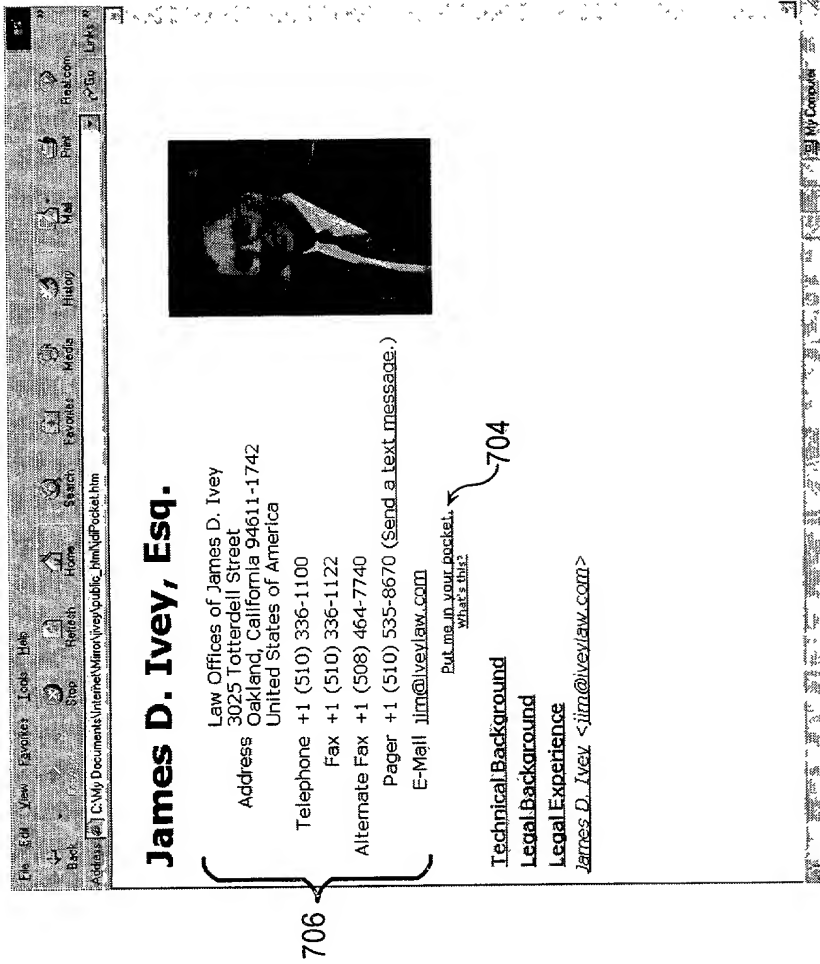 File Edit View Favorites Tools Help
Back Stop Refresh Home Search Favorites Media History Mail Print Real.com
Address C:\My Documents\Internet\Mirror\ivey\public_html\jdiPocket.htm Go Links »
James D. Ivey, Esq.
Law Offices of James D. Ivey
3025 Totterdell Street
Address Oakland, California 94611-1742
United States of America
Telephone +1 (510) 336-1100
Fax +1 (510) 336-1122
Alternate Fax +1 (508) 464-7740
Pager +1 (510) 535-8670 (Send a text message.)
E-Mail jim@iveylaw.com
706
Put me in your pocket.
704
What's this?
Technical Background
Legal Background
Legal Experience
James D. Ivey <jim@iveylaw.com>
My Computer